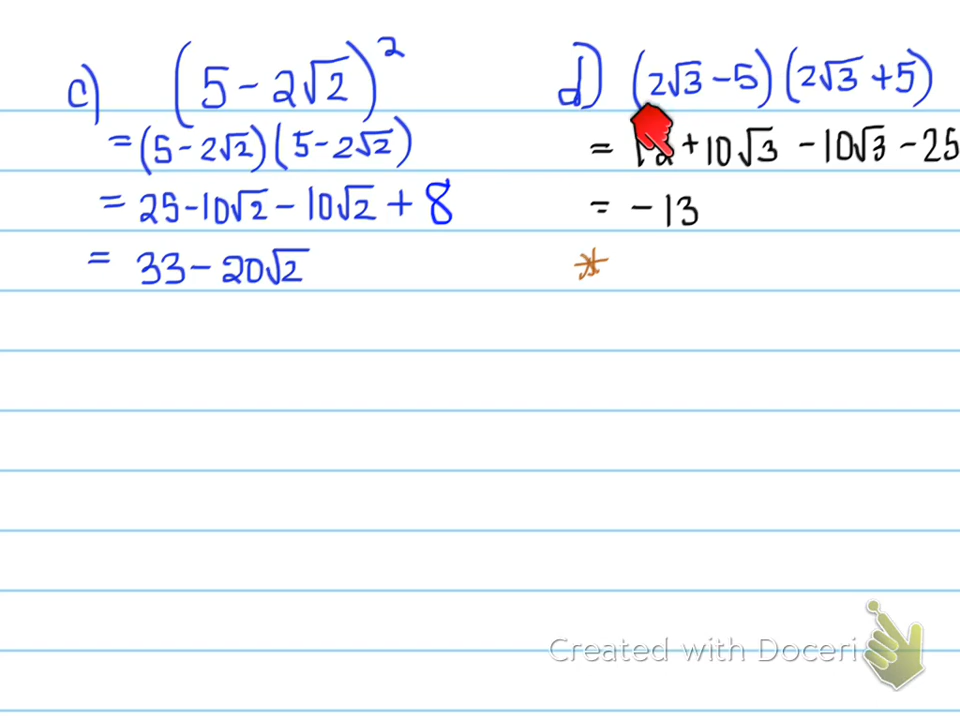 c) (5 - 2√2)²
= (5 - 2√2)(5 - 2√2)
= 25 - 10√2 - 10√2 + 8
= 33 - 20√2
d) (2√3 - 5)(2√3 + 5)
= + 10√3 - 10√3 - 25
= - 13
*
Created with Doceri